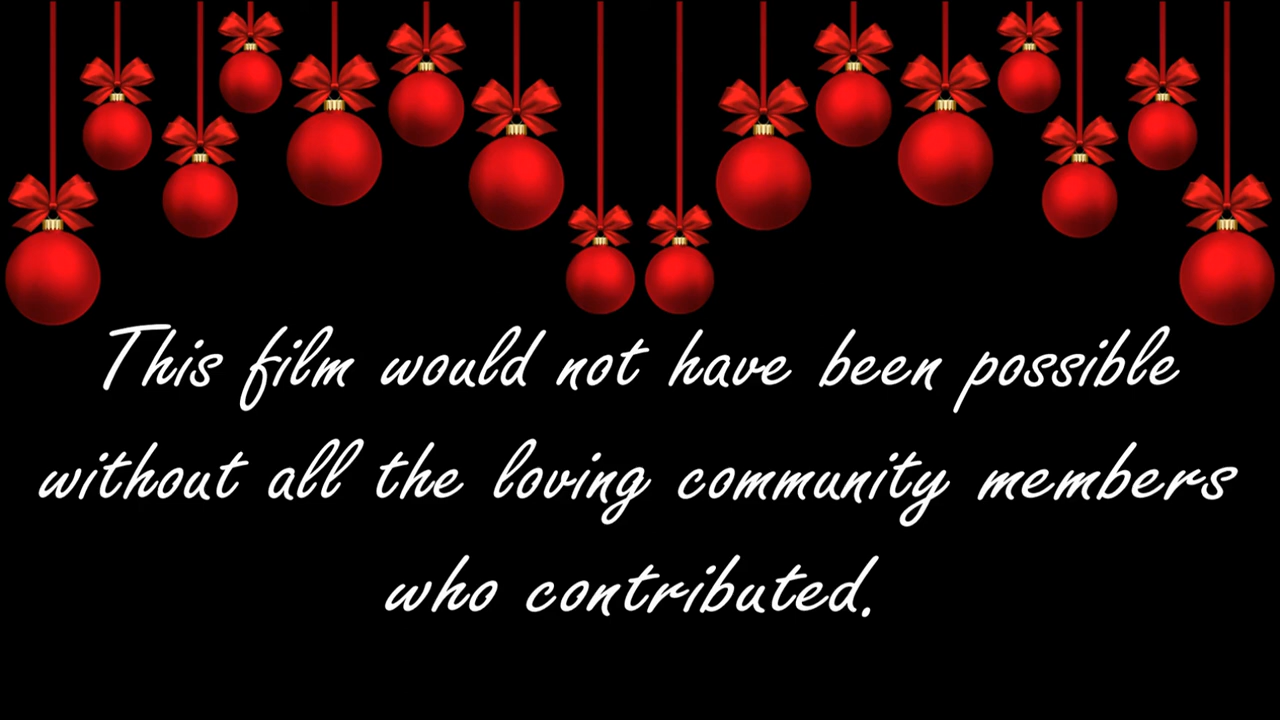 This film would not have been possible
without all the loving community members
who contributed.